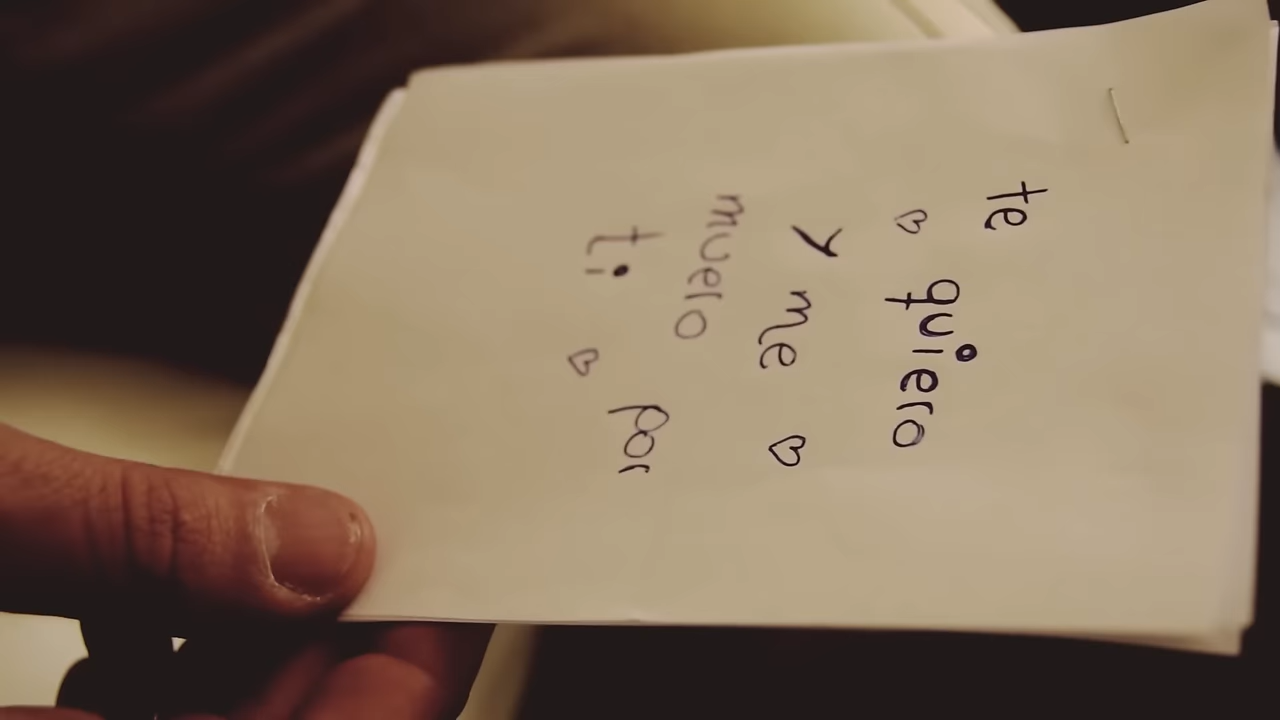 te
♡ quiero
y me ♡
muero por
ti ♡